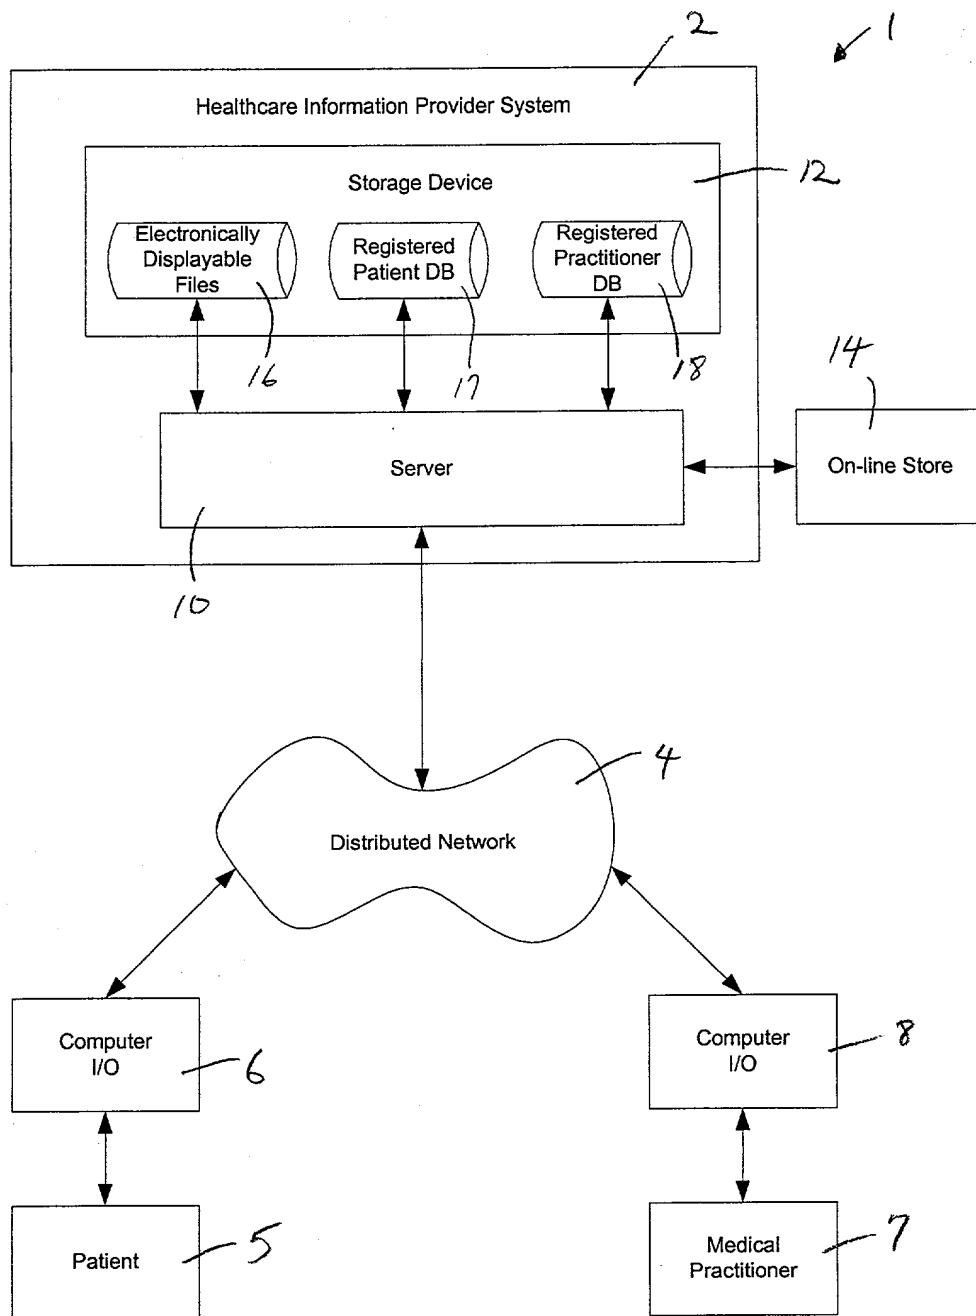 2
1
Healthcare Information Provider System
12
Storage Device
Electronically
Displayable
Files
Registered
Patient DB
Registered
Practitioner
DB
16
17
18
14
Server
On-line Store
10
4
Distributed Network
Computer
I/O
6
Computer
I/O
8
Patient
5
Medical
Practitioner
7